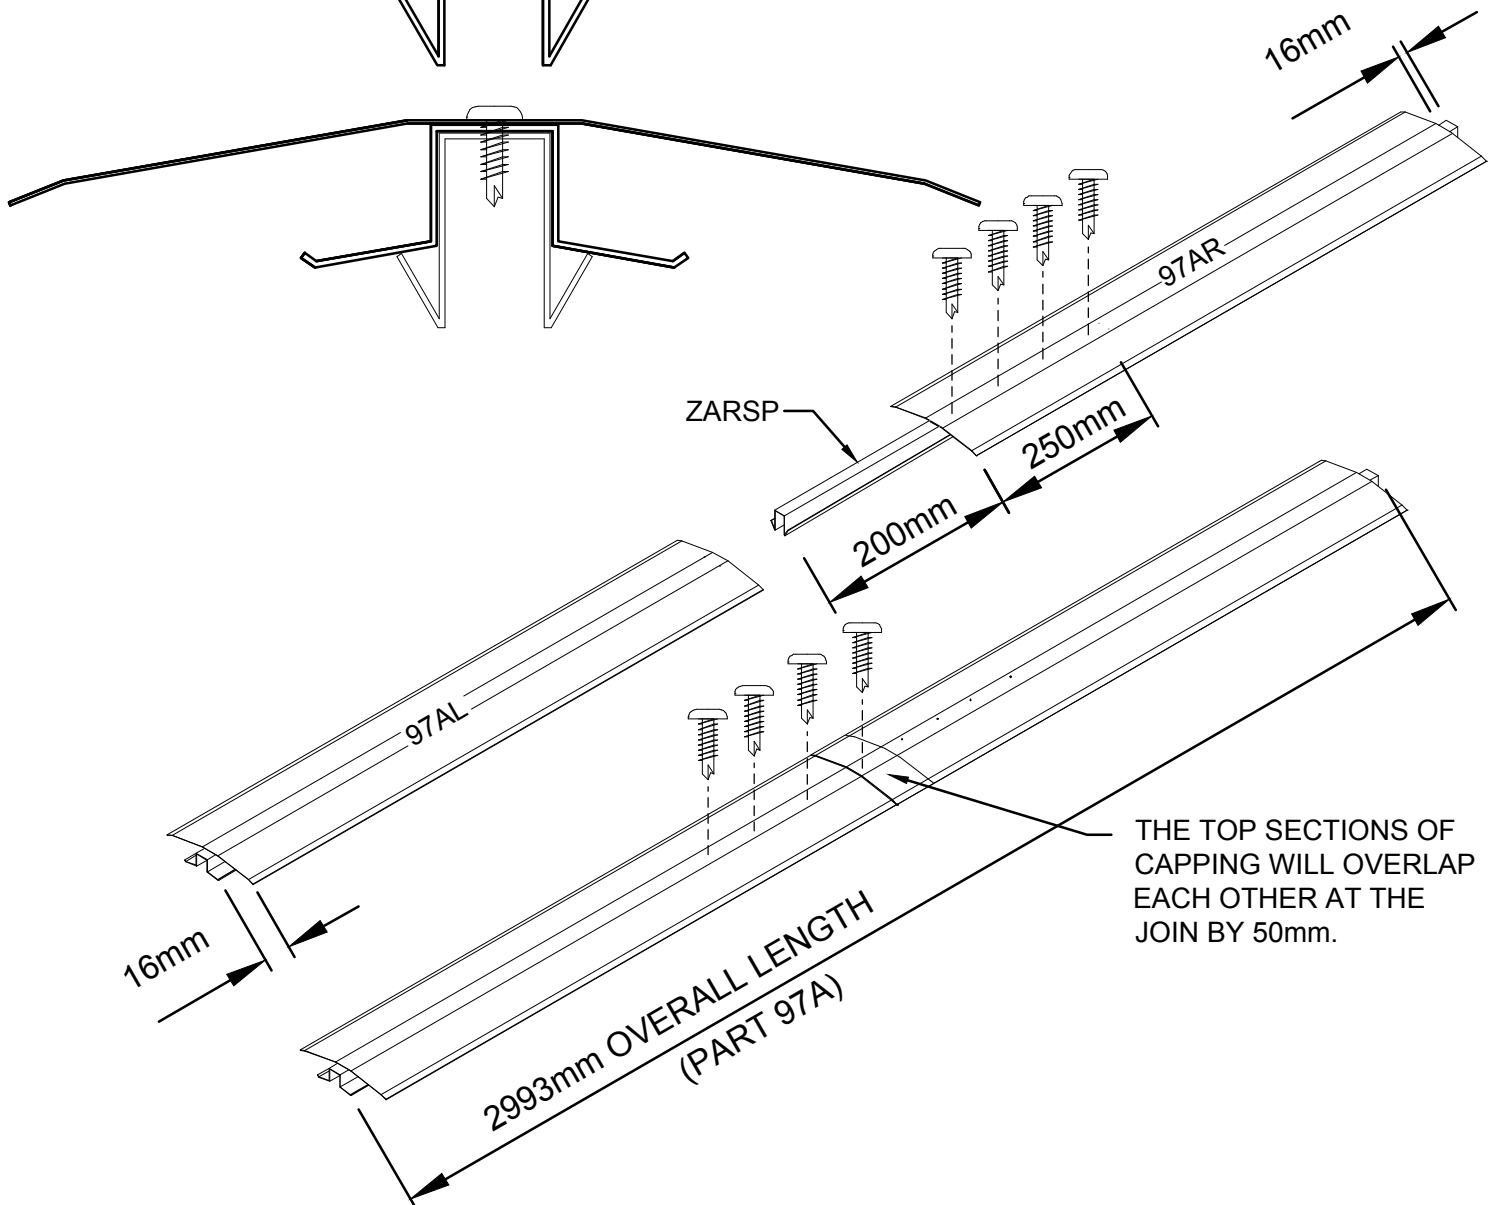 16mm
97AR
ZARSP
250mm
200mm
97AL
THE TOP SECTIONS OF
CAPPING WILL OVERLAP
EACH OTHER AT THE
JOIN BY 50mm.
16mm
2993mm OVERALL LENGTH
(PART 97A)